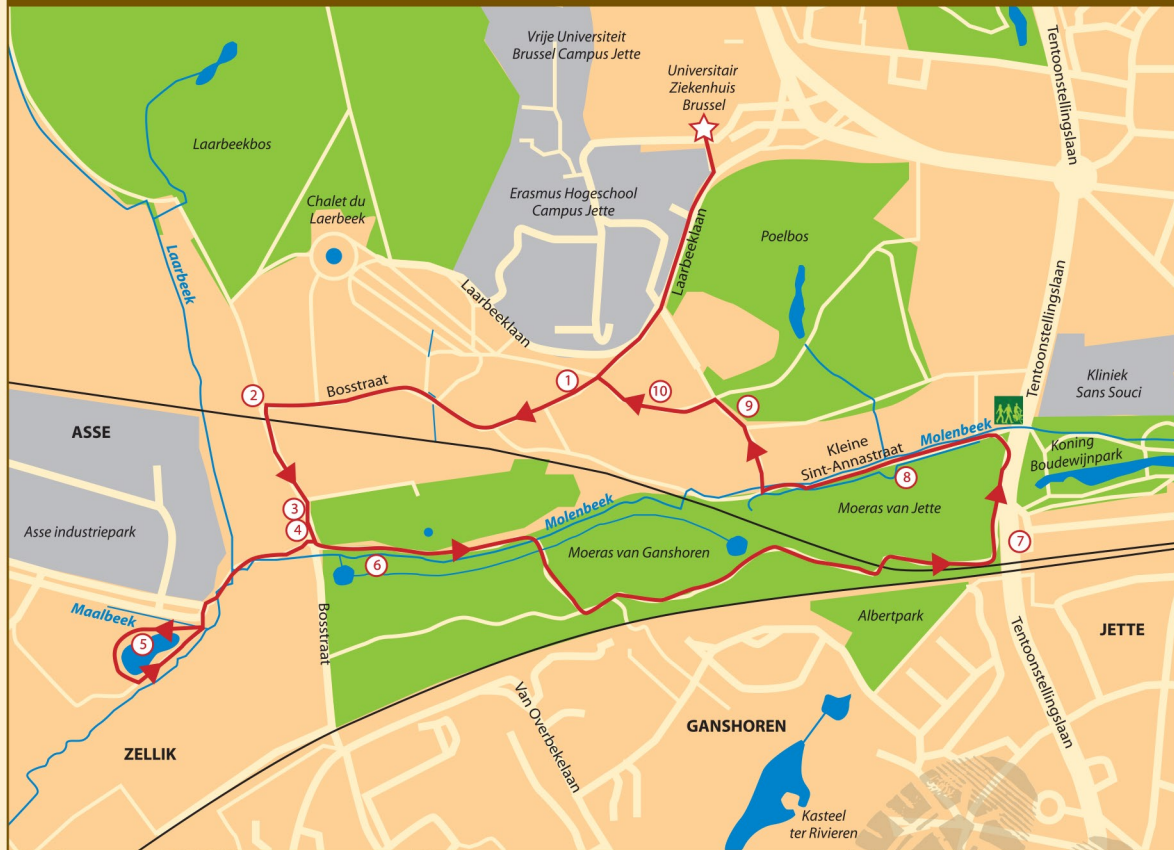 Vrije Universiteit
Brussel Campus Jette
Universitair
Ziekenhuis
Brussel
Tentoonstellingslaan
Laarbeekbos
Chalet du
Laerbeek
Erasmus Hogeschool
Campus Jette
Laarbeeklaan
Poelbos
Laarbeek
Laarbeeklaan
Tentoonstellingslaan
Kliniek
Sans Souci
1
10
2
Bosstraat
9
ASSE
Kleine
Sint-Annastraat
Molenbeek
Koning
Boudewijnpark
8
3
4
Molenbeek
Moeras van Jette
Asse industriepark
Moeras van Ganshoren
7
6
Maalbeek
5
Bosstraat
Albertpark
JETTE
Tentoonstellingslaan
Van Overbekelaan
GANSHOREN
ZELLIK
Kasteel
ter Rivieren